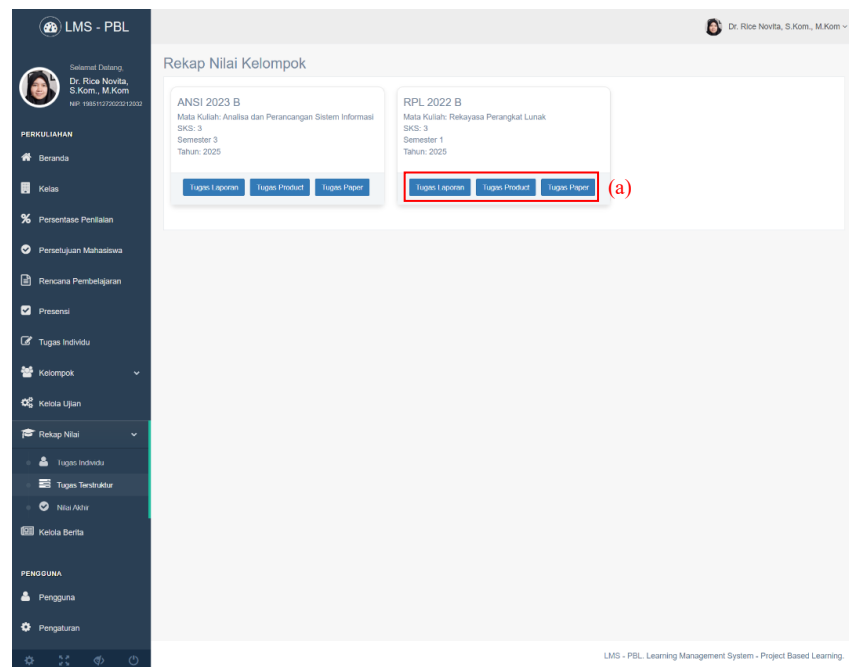 LMS - PBL
Dr. Rice Novita, S.Kom., M.Kom
Selamat Datang,
Dr. Rice Novita,
S.Kom., M.Kom
NIP. 198511272023212032
PERKULIAHAN
Beranda
Kelas
Persentase Penilaian
Persetujuan Mahasiswa
Rencana Pembelajaran
Presensi
Tugas Individu
Kelompok
Kelola Ujian
Rekap Nilai
Tugas Individu
Tugas Terstruktur
Nilai Akhir
Kelola Berita
PENGGUNA
Pengguna
Pengaturan
Rekap Nilai Kelompok
ANSI 2023 B
Mata Kuliah: Analisa dan Perancangan Sistem Informasi
SKS: 3
Semester 3
Tahun: 2025
Tugas Laporan Tugas Product Tugas Paper
RPL 2022 B
Mata Kuliah: Rekayasa Perangkat Lunak
SKS: 3
Semester 1
Tahun: 2025
Tugas Laporan Tugas Product Tugas Paper
(a)
LMS - PBL. Learning Management System - Project Based Learning.